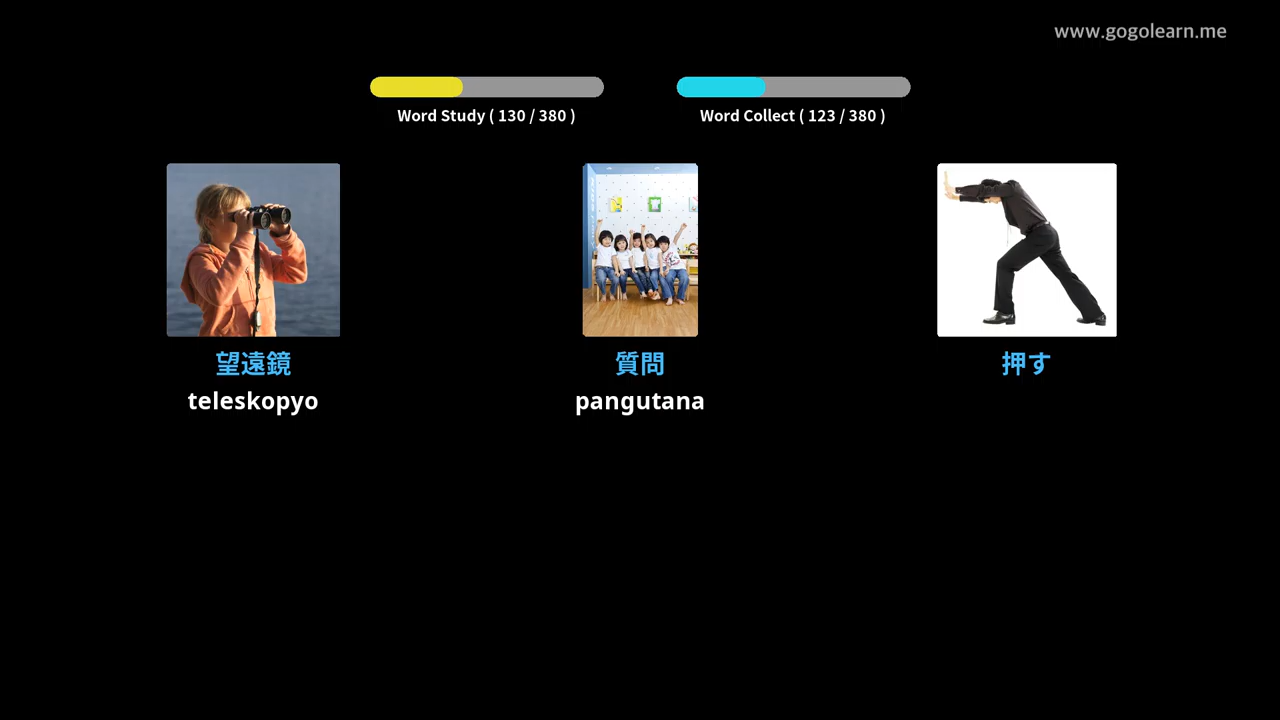 www.gogolearn.me
Word Study ( 130 / 380 )
Word Collect ( 123 / 380 )
望遠鏡
teleskopyo
質問
pangutana
押す